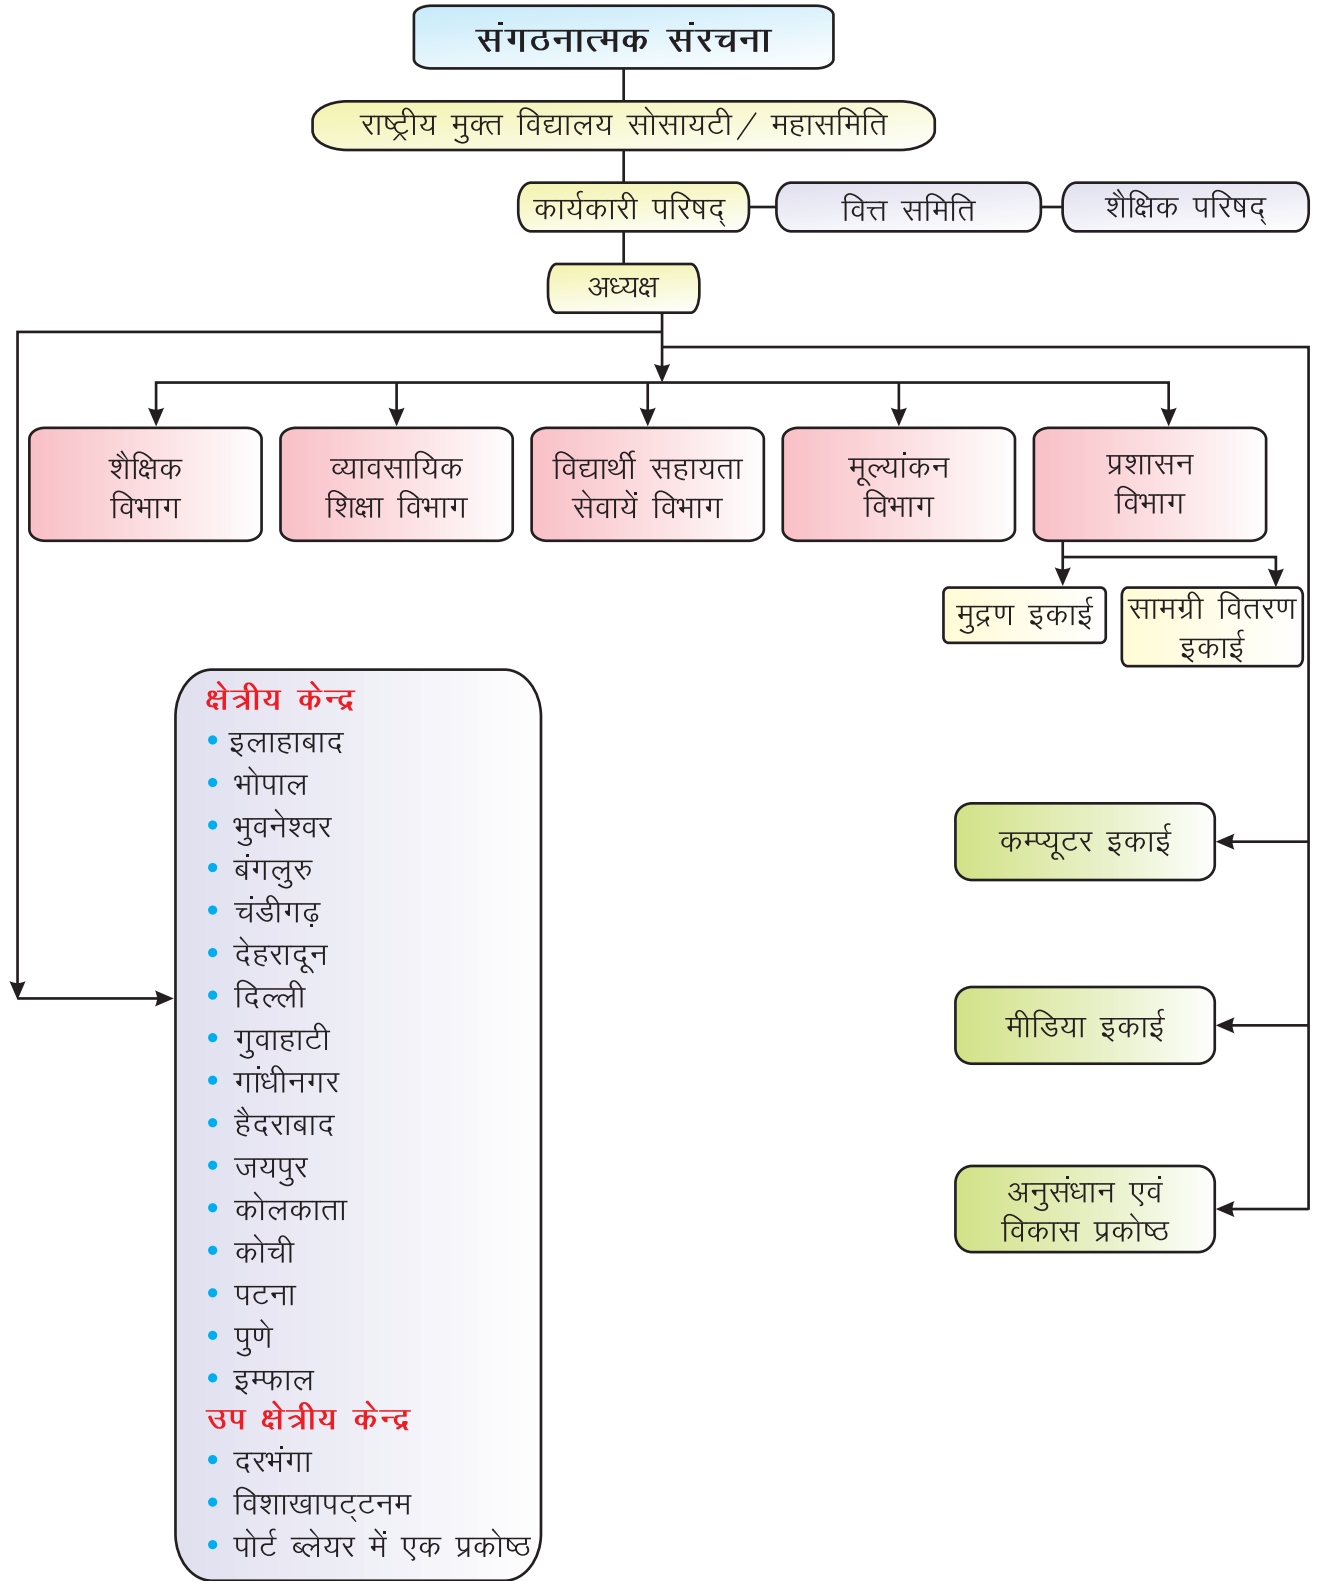 संगठनात्मक संरचना
राष्ट्रीय मुक्त विद्यालय सोसायटी/ महासमिति
कार्यकारी परिषद्
वित्त समिति
शैक्षिक परिषद्
अध्यक्ष
शैक्षिक
विभाग
व्यावसायिक
शिक्षा विभाग
विद्यार्थी सहायता
सेवायें विभाग
मूल्यांकन
विभाग
प्रशासन
विभाग
मुद्रण इकाई
सामग्री वितरण
इकाई
क्षेत्रीय केन्द्र
• इलाहाबाद
• भोपाल
• भुवनेश्वर
• बंगलुरु
• चंडीगढ़
• देहरादून
• दिल्ली
• गुवाहाटी
• गांधीनगर
• हैदराबाद
• जयपुर
• कोलकाता
• कोची
• पटना
• पुणे
• इम्फाल
उप क्षेत्रीय केन्द्र
• दरभंगा
• विशाखापट्टनम
• पोर्ट ब्लेयर में एक प्रकोष्ठ
कम्प्यूटर इकाई
मीडिया इकाई
अनुसंधान एवं
विकास प्रकोष्ठ